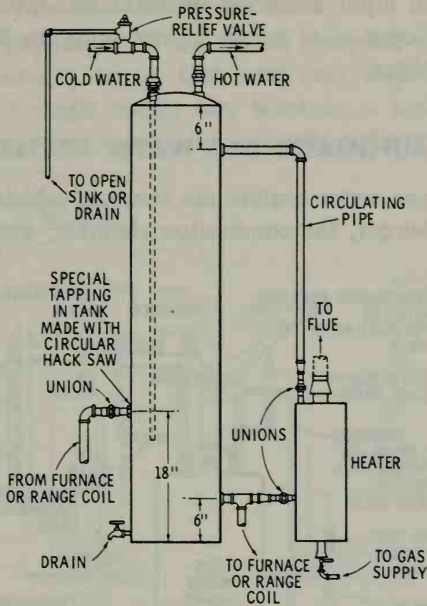 PRESSURE-
RELIEF VALVE
COLD WATER
HOT WATER
6"
TO OPEN
SINK OR
DRAIN
CIRCULATING
PIPE
SPECIAL
TAPPING
IN TANK
MADE WITH
CIRCULAR
HACK SAW
TO
FLUE
UNION
UNIONS
HEATER
FROM FURNACE
OR RANGE COIL
18"
6"
DRAIN
TO FURNACE
OR RANGE
COIL
TO GAS
SUPPLY